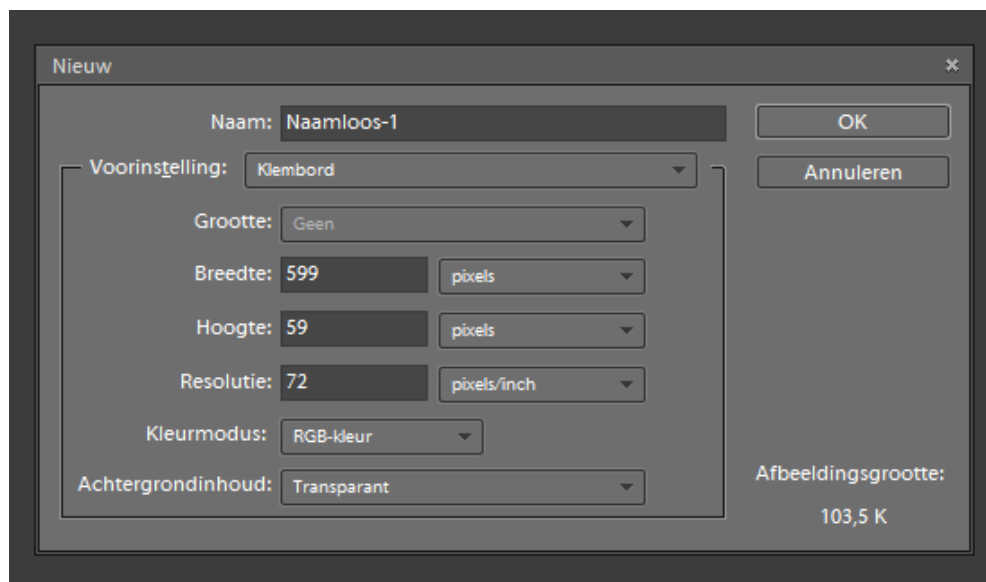 Nieuw
Naam: Naamloos-1
OK
Voorinstelling: Klembord
Annuleren
Grootte: Geen
Breedte: 599 pixels
Hoogte: 59 pixels
Resolutie: 72 pixels/inch
Kleurmodus: RGB-kleur
Achtergrondinhoud: Transparant
Afbeeldingsgrootte:
103,5 K